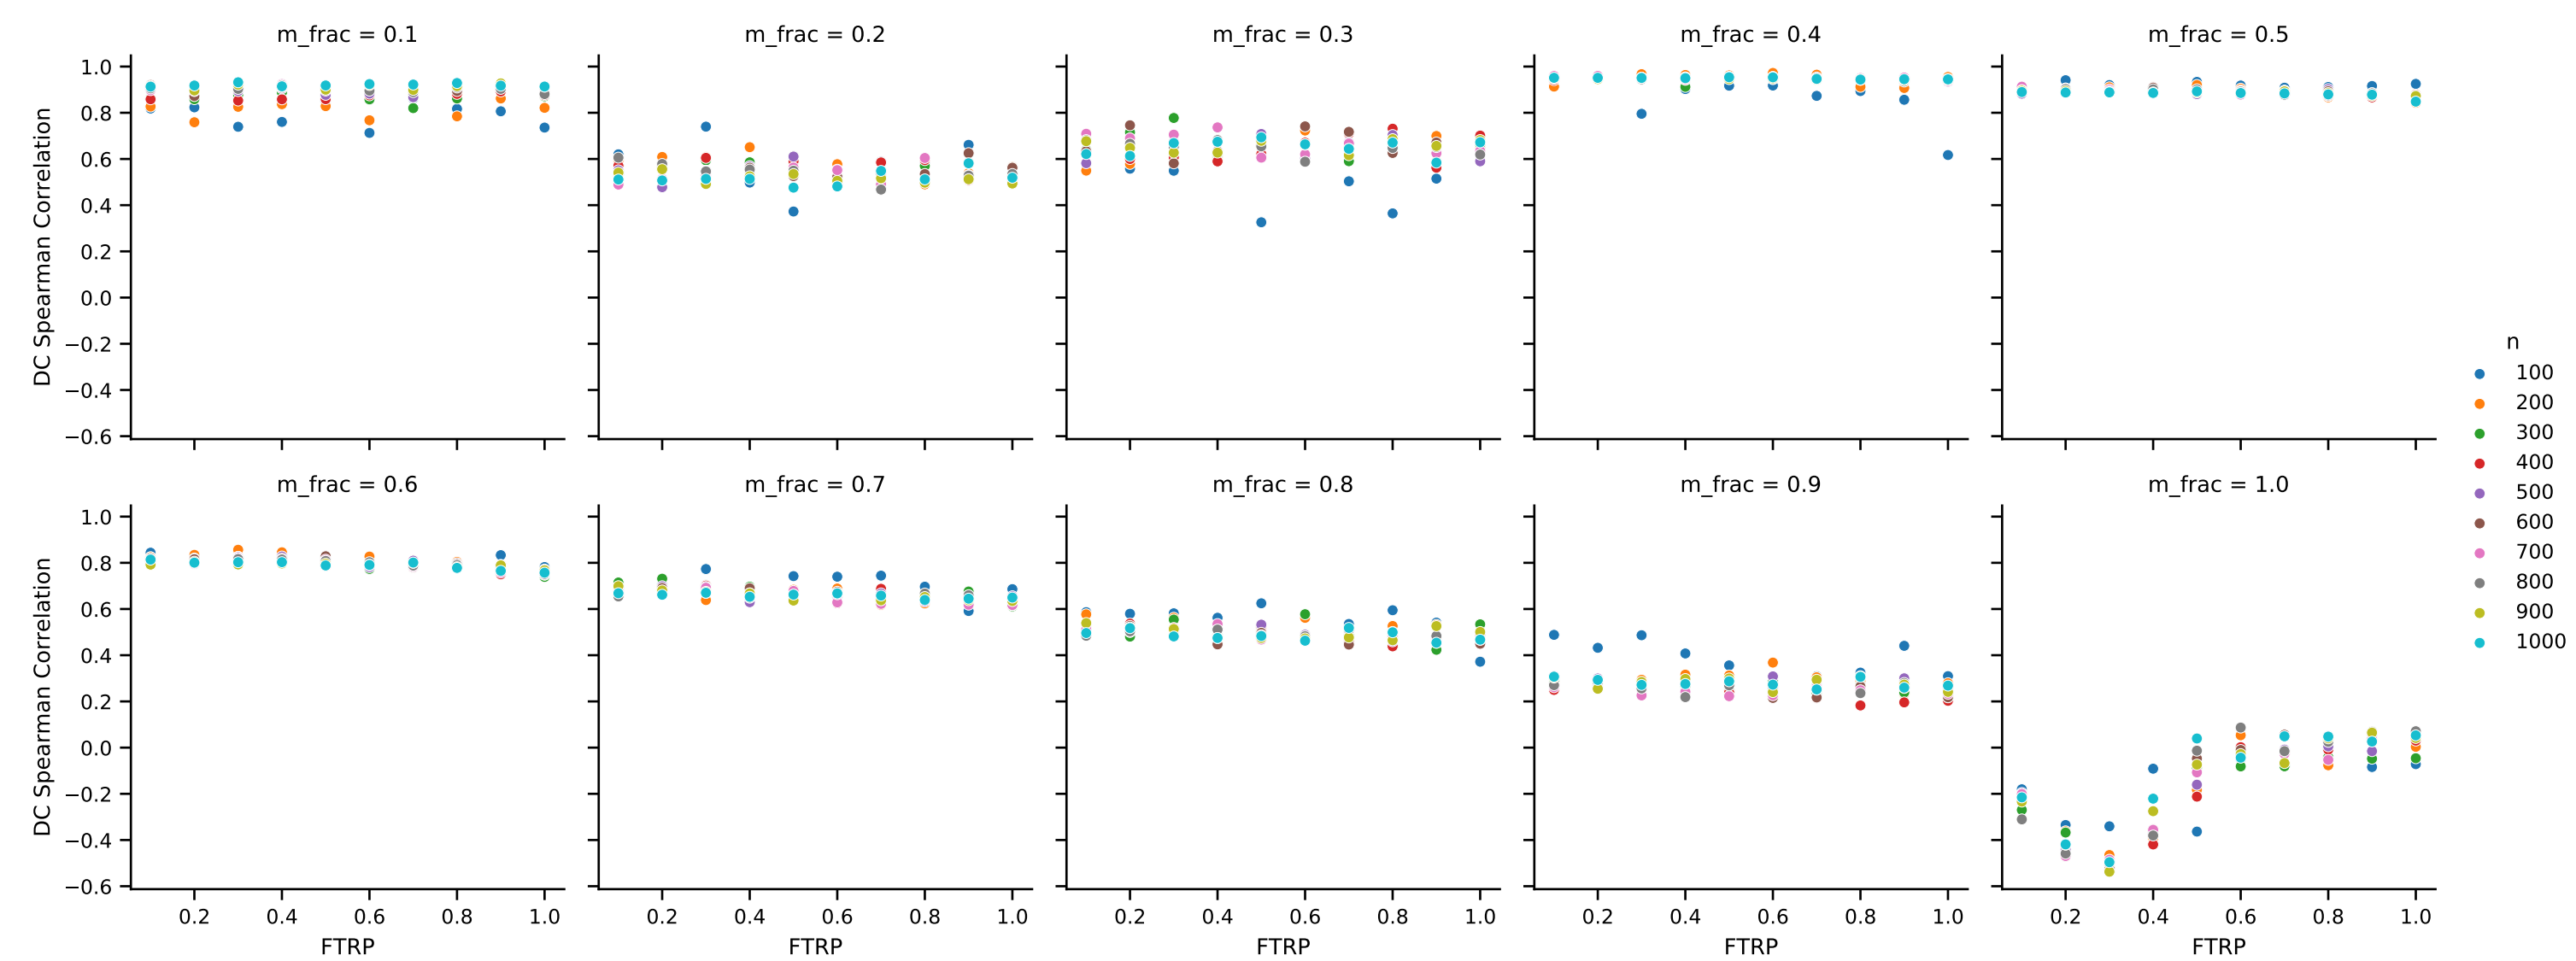 m_frac = 0.1
m_frac = 0.2
m_frac = 0.3
m_frac = 0.4
m_frac = 0.5
1.0
0.8
0.6
0.4
0.2
0.0
−0.2
−0.4
−0.6
DC Spearman Correlation
m_frac = 0.6
m_frac = 0.7
m_frac = 0.8
m_frac = 0.9
m_frac = 1.0
1.0
0.8
0.6
0.4
0.2
0.0
−0.2
−0.4
−0.6
DC Spearman Correlation
0.2 0.4 0.6 0.8 1.0
0.2 0.4 0.6 0.8 1.0
0.2 0.4 0.6 0.8 1.0
0.2 0.4 0.6 0.8 1.0
0.2 0.4 0.6 0.8 1.0
FTRP
FTRP
FTRP
FTRP
FTRP
n
100
200
300
400
500
600
700
800
900
1000